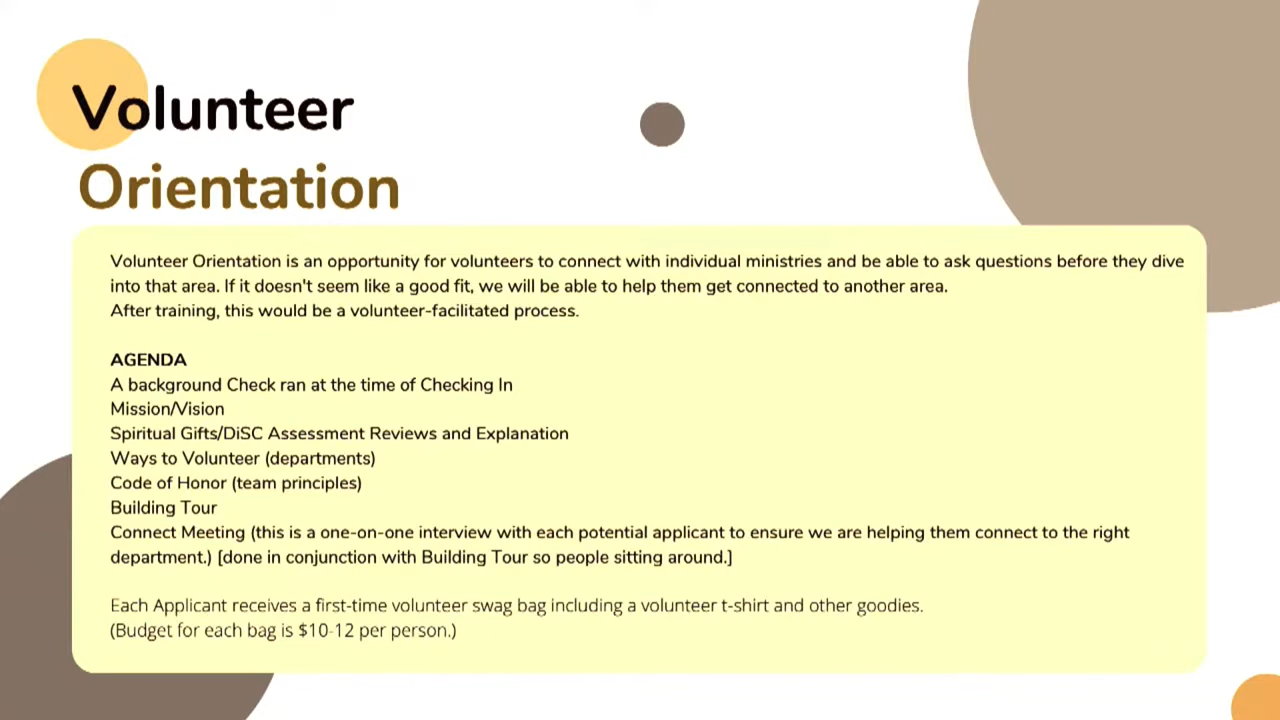 Volunteer
Orientation
Volunteer Orientation is an opportunity for volunteers to connect with individual ministries and be able to ask questions before they dive
into that area. If it doesn't seem like a good fit, we will be able to help them get connected to another area.
After training, this would be a volunteer-facilitated process.
AGENDA
A background Check ran at the time of Checking In
Mission/Vision
Spiritual Gifts/DiSC Assessment Reviews and Explanation
Ways to Volunteer (departments)
Code of Honor (team principles)
Building Tour
Connect Meeting (this is a one-on-one interview with each potential applicant to ensure we are helping them connect to the right
department.) [done in conjunction with Building Tour so people sitting around.]
Each Applicant receives a first-time volunteer swag bag including a volunteer t-shirt and other goodies.
(Budget for each bag is $10-12 per person.)